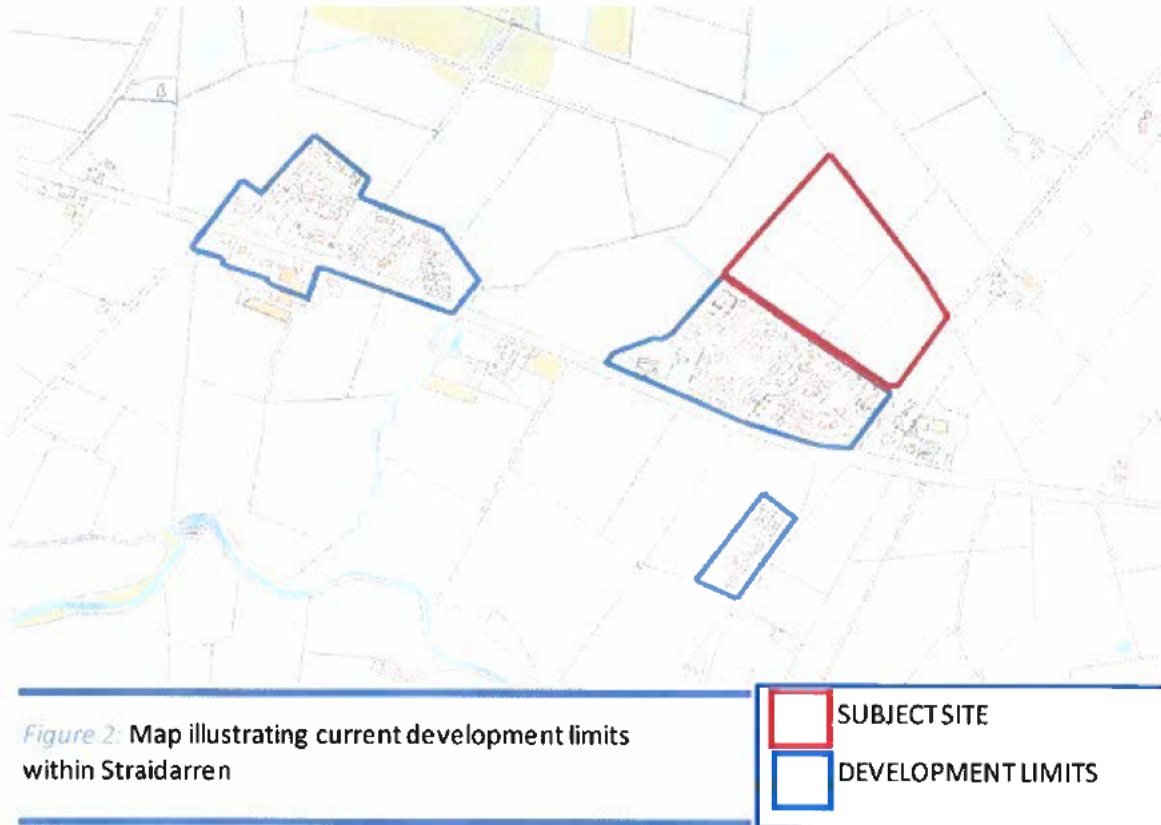 Figure 2: Map illustrating current development limits
within Straidarren
SUBJECT SITE
DEVELOPMENT LIMITS